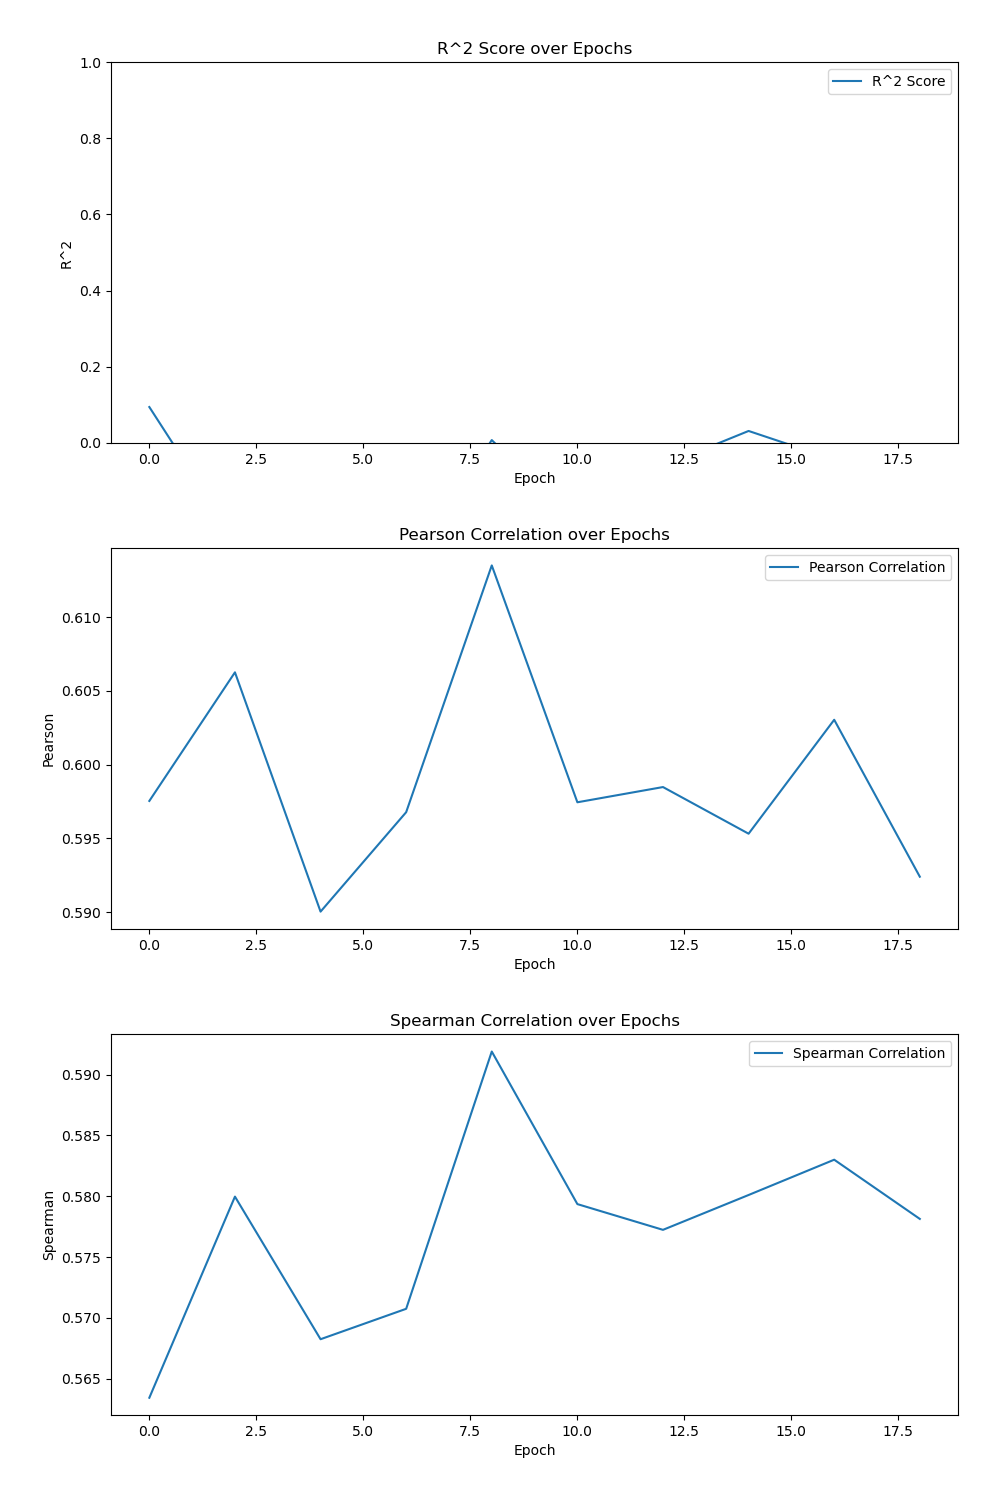 R^2 Score over Epochs
1.0
R^2 Score
0.8
0.6
R^2
0.4
0.2
0.0
0.0 2.5 5.0 7.5 10.0 12.5 15.0 17.5
Epoch
Pearson Correlation over Epochs
Pearson Correlation
0.610
0.605
Pearson
0.600
0.595
0.590
0.0 2.5 5.0 7.5 10.0 12.5 15.0 17.5
Epoch
Spearman Correlation over Epochs
Spearman Correlation
0.590
0.585
0.580
Spearman
0.575
0.570
0.565
0.0 2.5 5.0 7.5 10.0 12.5 15.0 17.5
Epoch